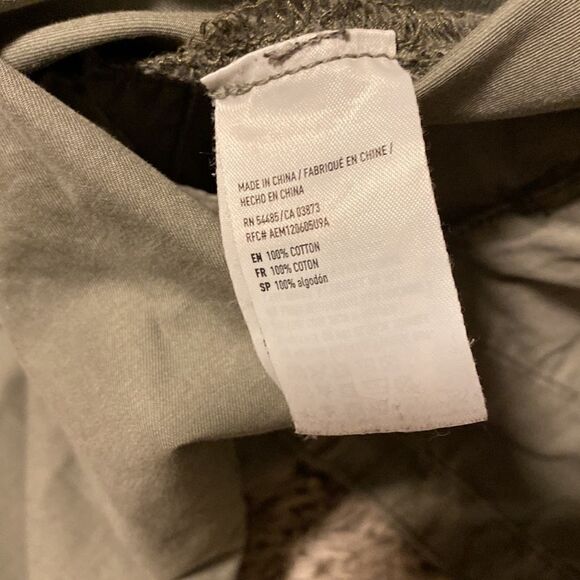 MADE IN CHINA / FABRIQUÉ EN CHINE /
HECHO EN CHINA
RN 54485/CA 03873
RFC# AEM120605U9A
EN 100% COTTON
FR 100% COTON
SP 100% algodón